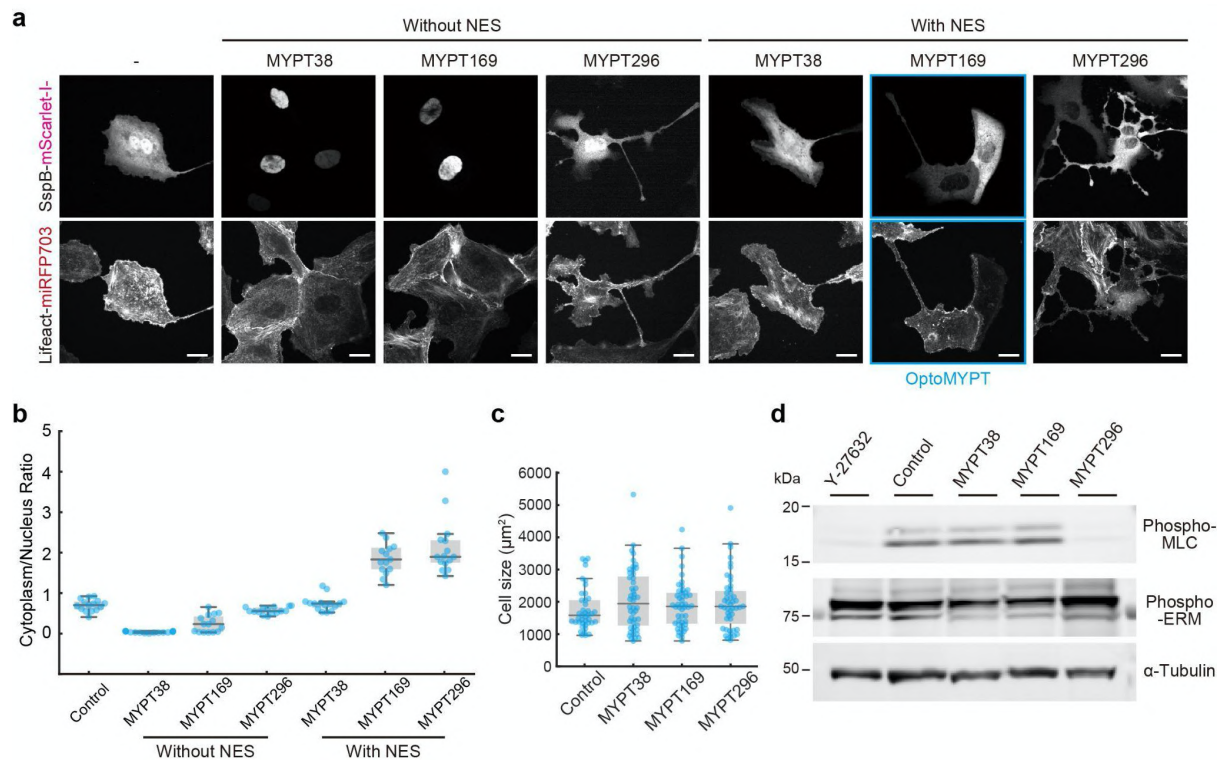 a
Without NES
With NES
-
MYPT38
MYPT169
MYPT296
MYPT38
MYPT169
MYPT296
SspB-mScarlet-I-
Lifeact-miRFP703
OptoMYPT
b
Cytoplasm/Nucleus Ratio
5
4
3
2
1
0
Control
MYPT38
MYPT169
MYPT296
MYPT38
MYPT169
MYPT296
Without NES
With NES
c
Cell size (µm²)
6000
5000
4000
3000
2000
1000
0
Control
MYPT38
MYPT169
MYPT296
d
Y-27632
Control
MYPT38
MYPT169
MYPT296
kDa
20
15
Phospho-
MLC
75
Phospho
-ERM
50
α-Tubulin